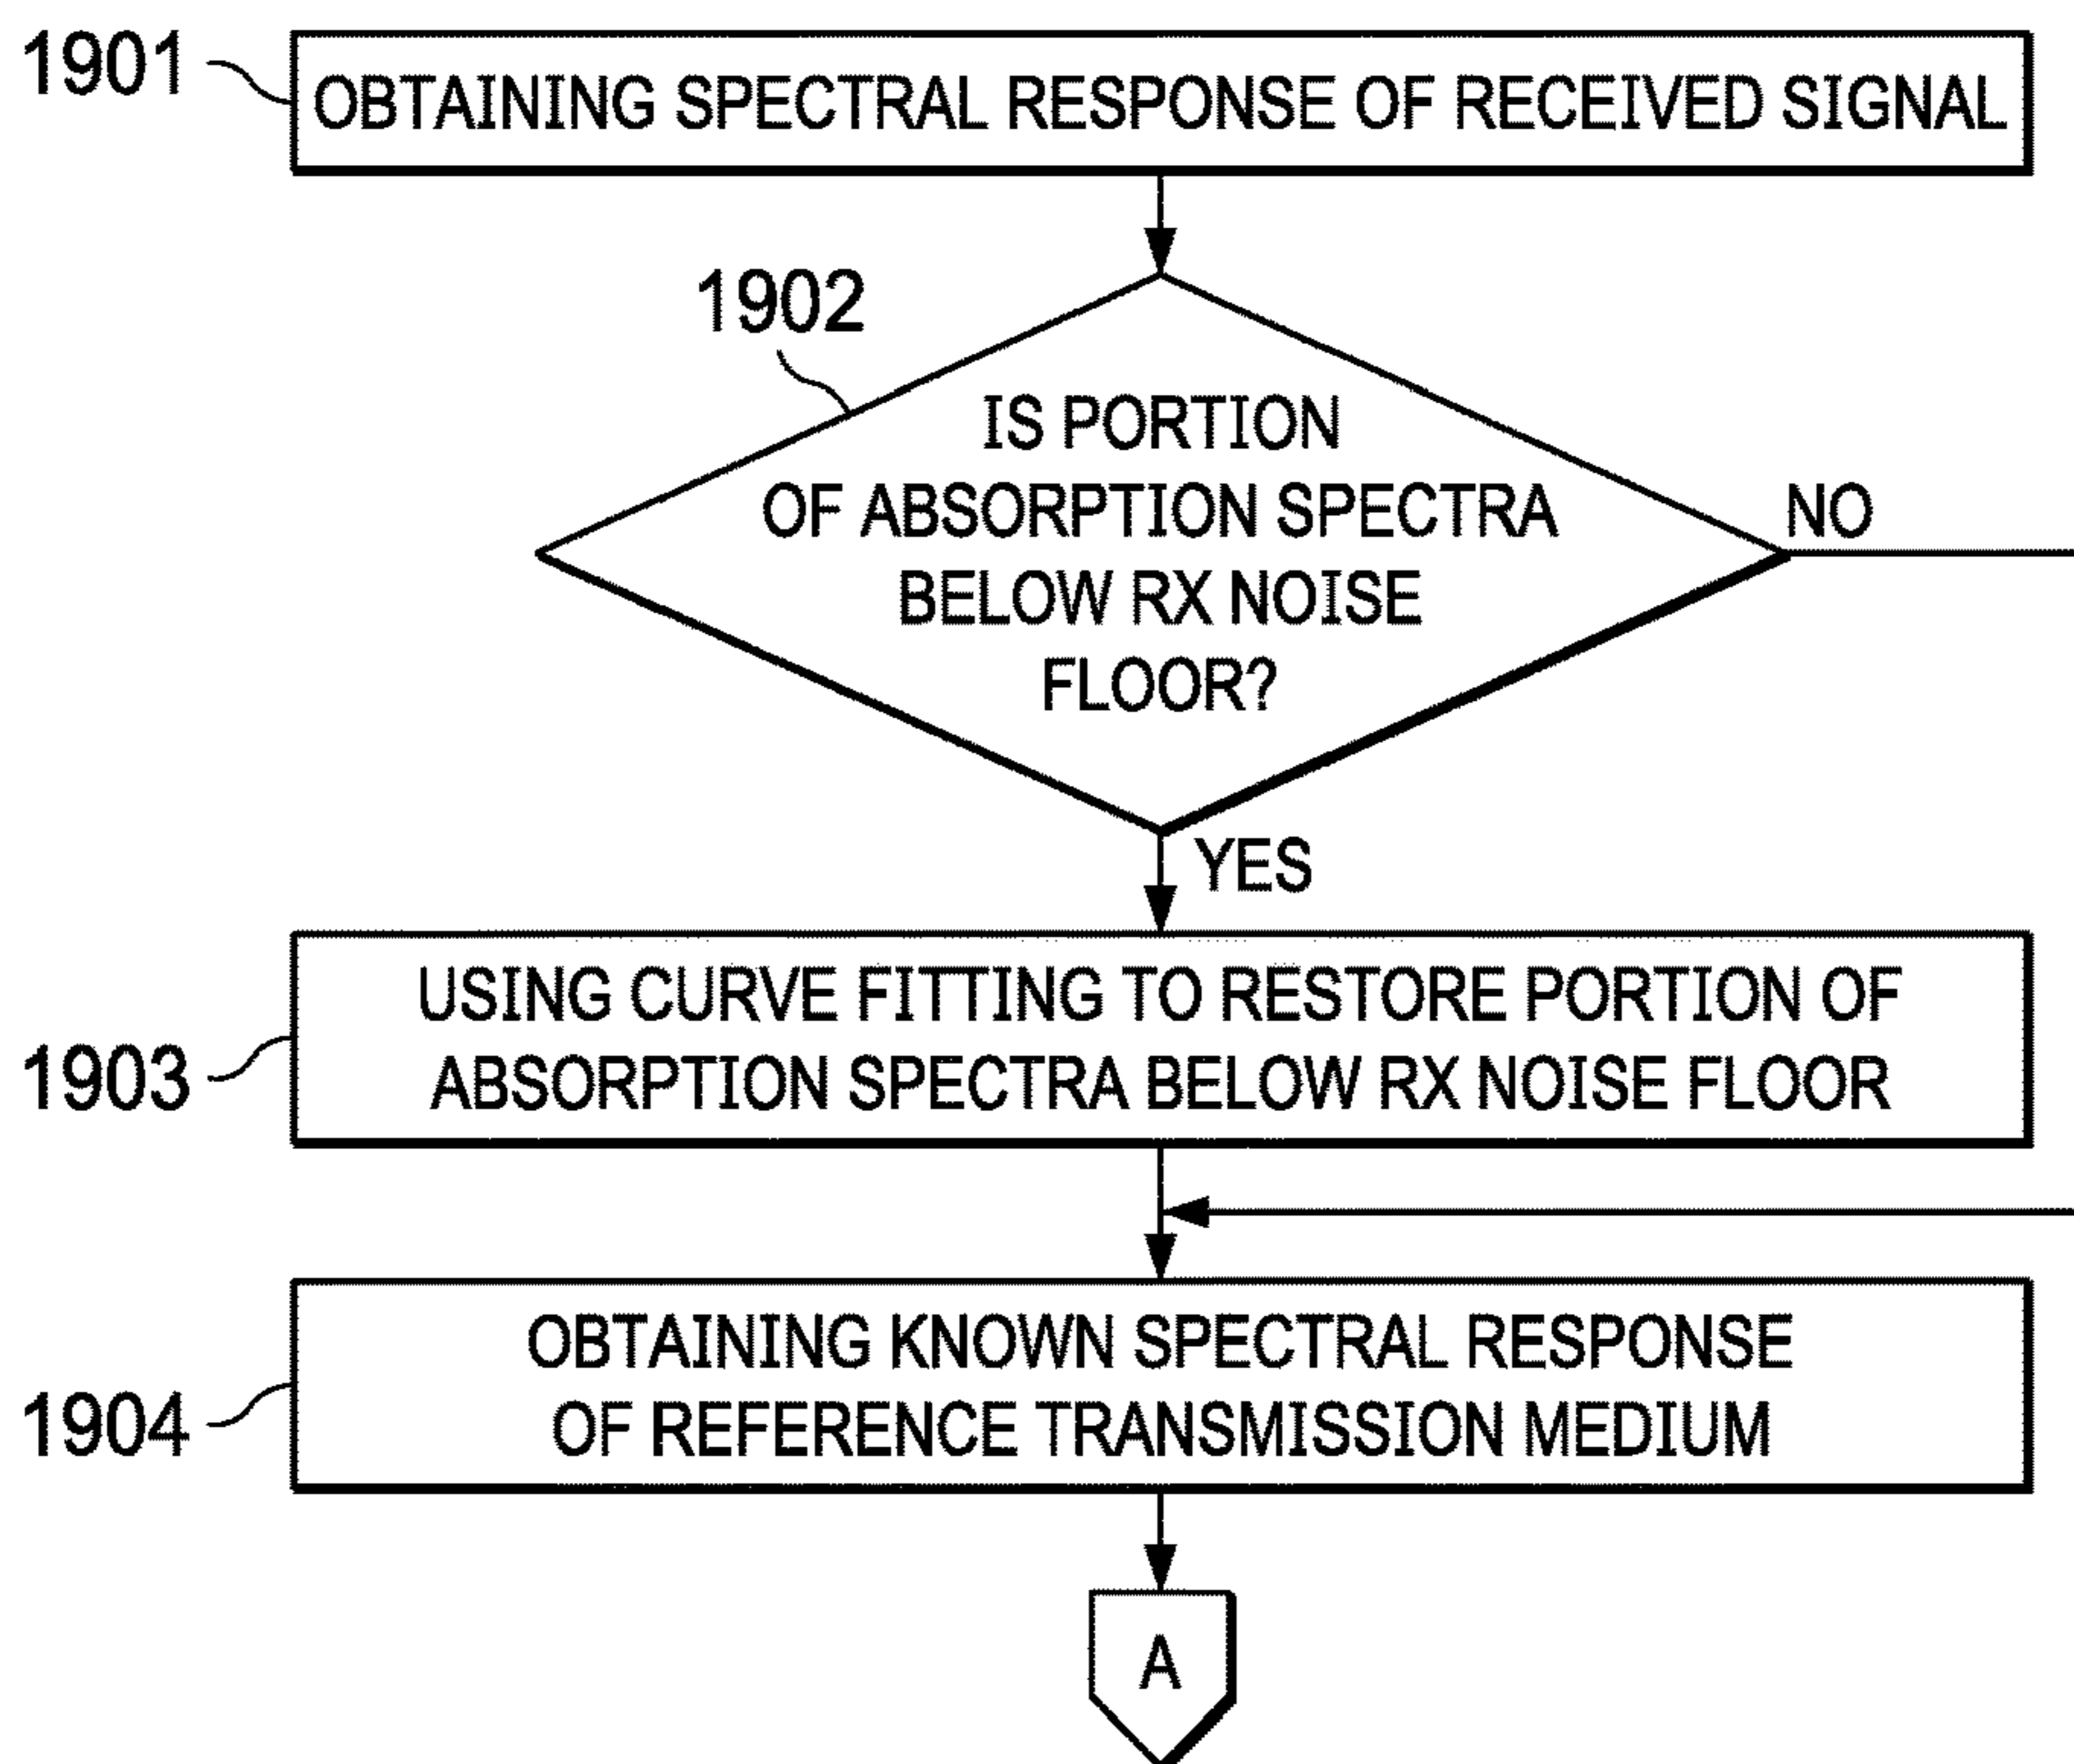 1901
OBTAINING SPECTRAL RESPONSE OF RECEIVED SIGNAL
1902
IS PORTION
OF ABSORPTION SPECTRA
BELOW RX NOISE
FLOOR?
NO
YES
1903
USING CURVE FITTING TO RESTORE PORTION OF
ABSORPTION SPECTRA BELOW RX NOISE FLOOR
1904
OBTAINING KNOWN SPECTRAL RESPONSE
OF REFERENCE TRANSMISSION MEDIUM
A